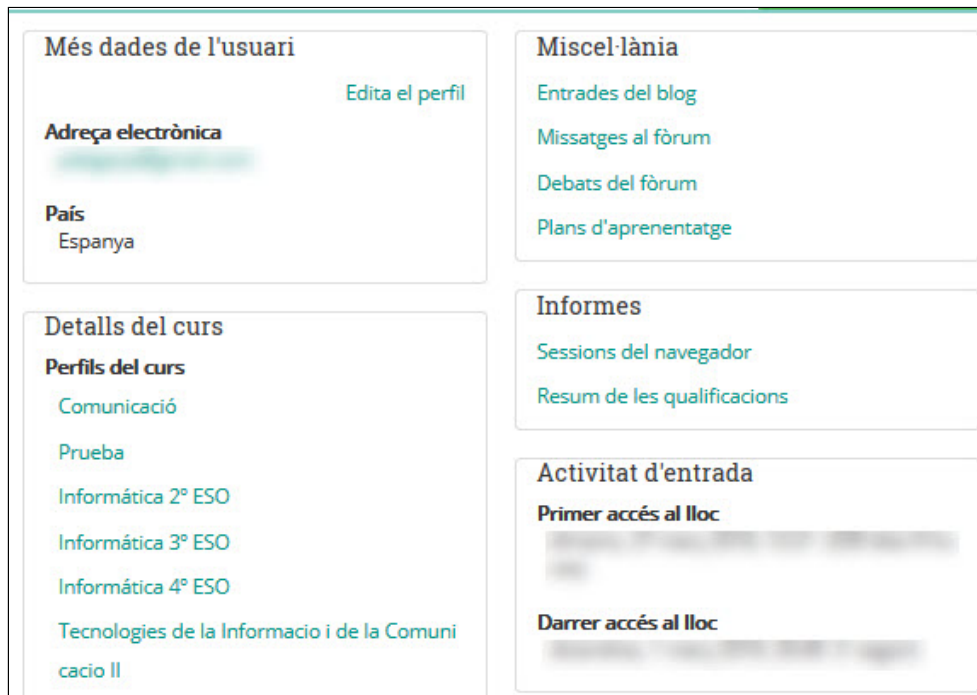 Més dades de l'usuari
Edita el perfil
Adreça electrònica
País
Espanya
Detalls del curs
Perfils del curs
Comunicació
Prueba
Informática 2º ESO
Informática 3º ESO
Informática 4º ESO
Tecnologies de la Informacio i de la Comuni
cacio II
Miscel·lània
Entrades del blog
Missatges al fòrum
Debats del fòrum
Plans d'aprenentatge
Informes
Sessions del navegador
Resum de les qualificacions
Activitat d'entrada
Primer accés al lloc
Darrer accés al lloc